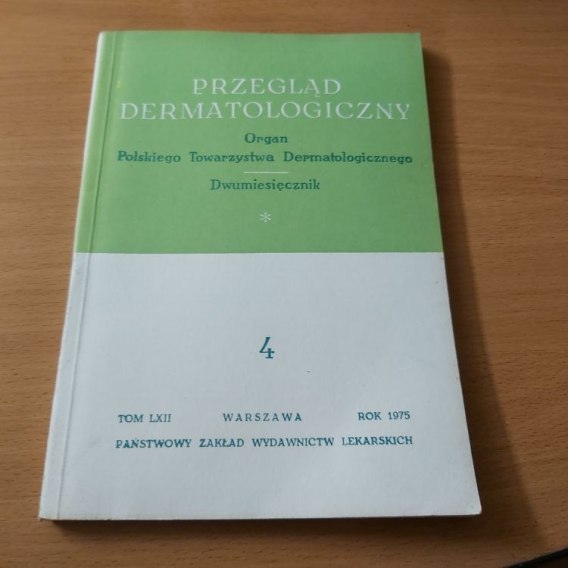 PRZEGLĄD
DERMATOLOGICZNY
Organ
Polskiego Towarzystwa Dermatologicznego
Dwumiesięcznik
*
4
TOM LXII WARSZAWA ROK 1975
PAŃSTWOWY ZAKŁAD WYDAWNICTW LEKARSKICH